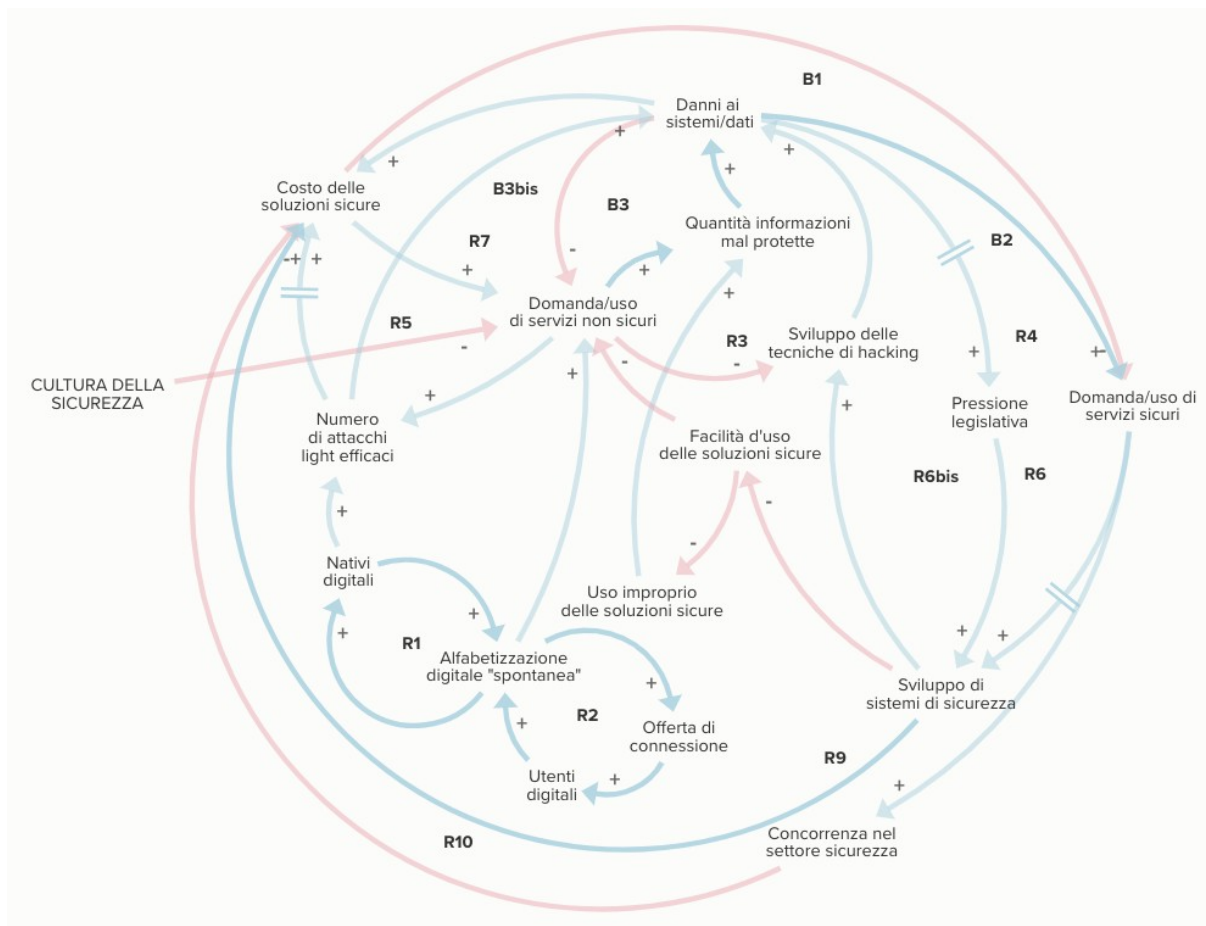 B1
Danni ai
sistemi/dati
+
+
+
+
Costo delle
soluzioni sicure
B3bis
B3
Quantità informazioni
mal protette
R7
B2
-+
+
+
-
+
+
Domanda/uso
di servizi non sicuri
R5
-
R3
-
-
Sviluppo delle
tecniche di hacking
R4
+
+-
CULTURA DELLA
SICUREZZA
+
+
+
Numero
di attacchi
light efficaci
Facilità d'uso
delle soluzioni sicure
Pressione
legislativa
Domanda/uso di
servizi sicuri
R6bis
R6
+
-
-
Nativi
digitali
Uso improprio
delle soluzioni sicure
+
+
R1
+
+
Alfabetizzazione
digitale "spontanea"
+
Sviluppo di
sistemi di sicurezza
R2
+
Offerta di
connessione
R9
Utenti
digitali
+
+
R10
Concorrenza nel
settore sicurezza